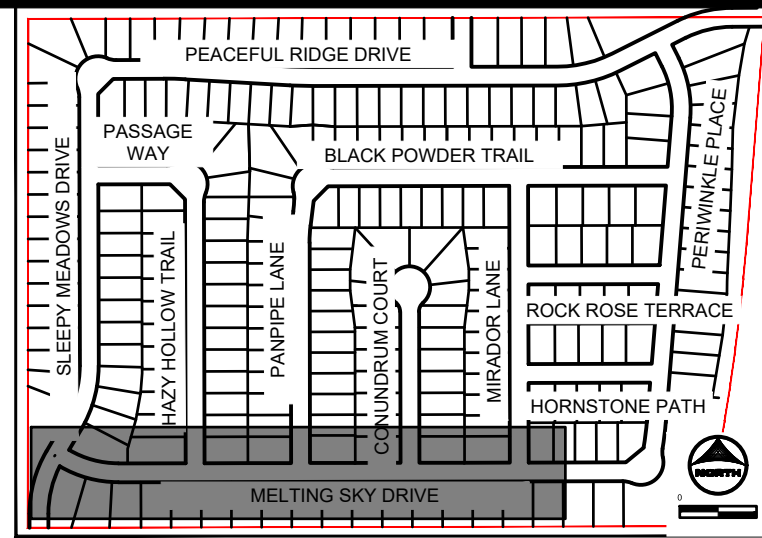 PEACEFUL RIDGE DRIVE
PASSAGE
WAY
BLACK POWDER TRAIL
PERIWINKLE PLACE
SLEEPY MEADOWS DRIVE
HAZY HOLLOW TRAIL
PANPIPE LANE
CONUNDRUM COURT
MIRADOR LANE
ROCK ROSE TERRACE
HORNSTONE PATH
MELTING SKY DRIVE
NORTH
0